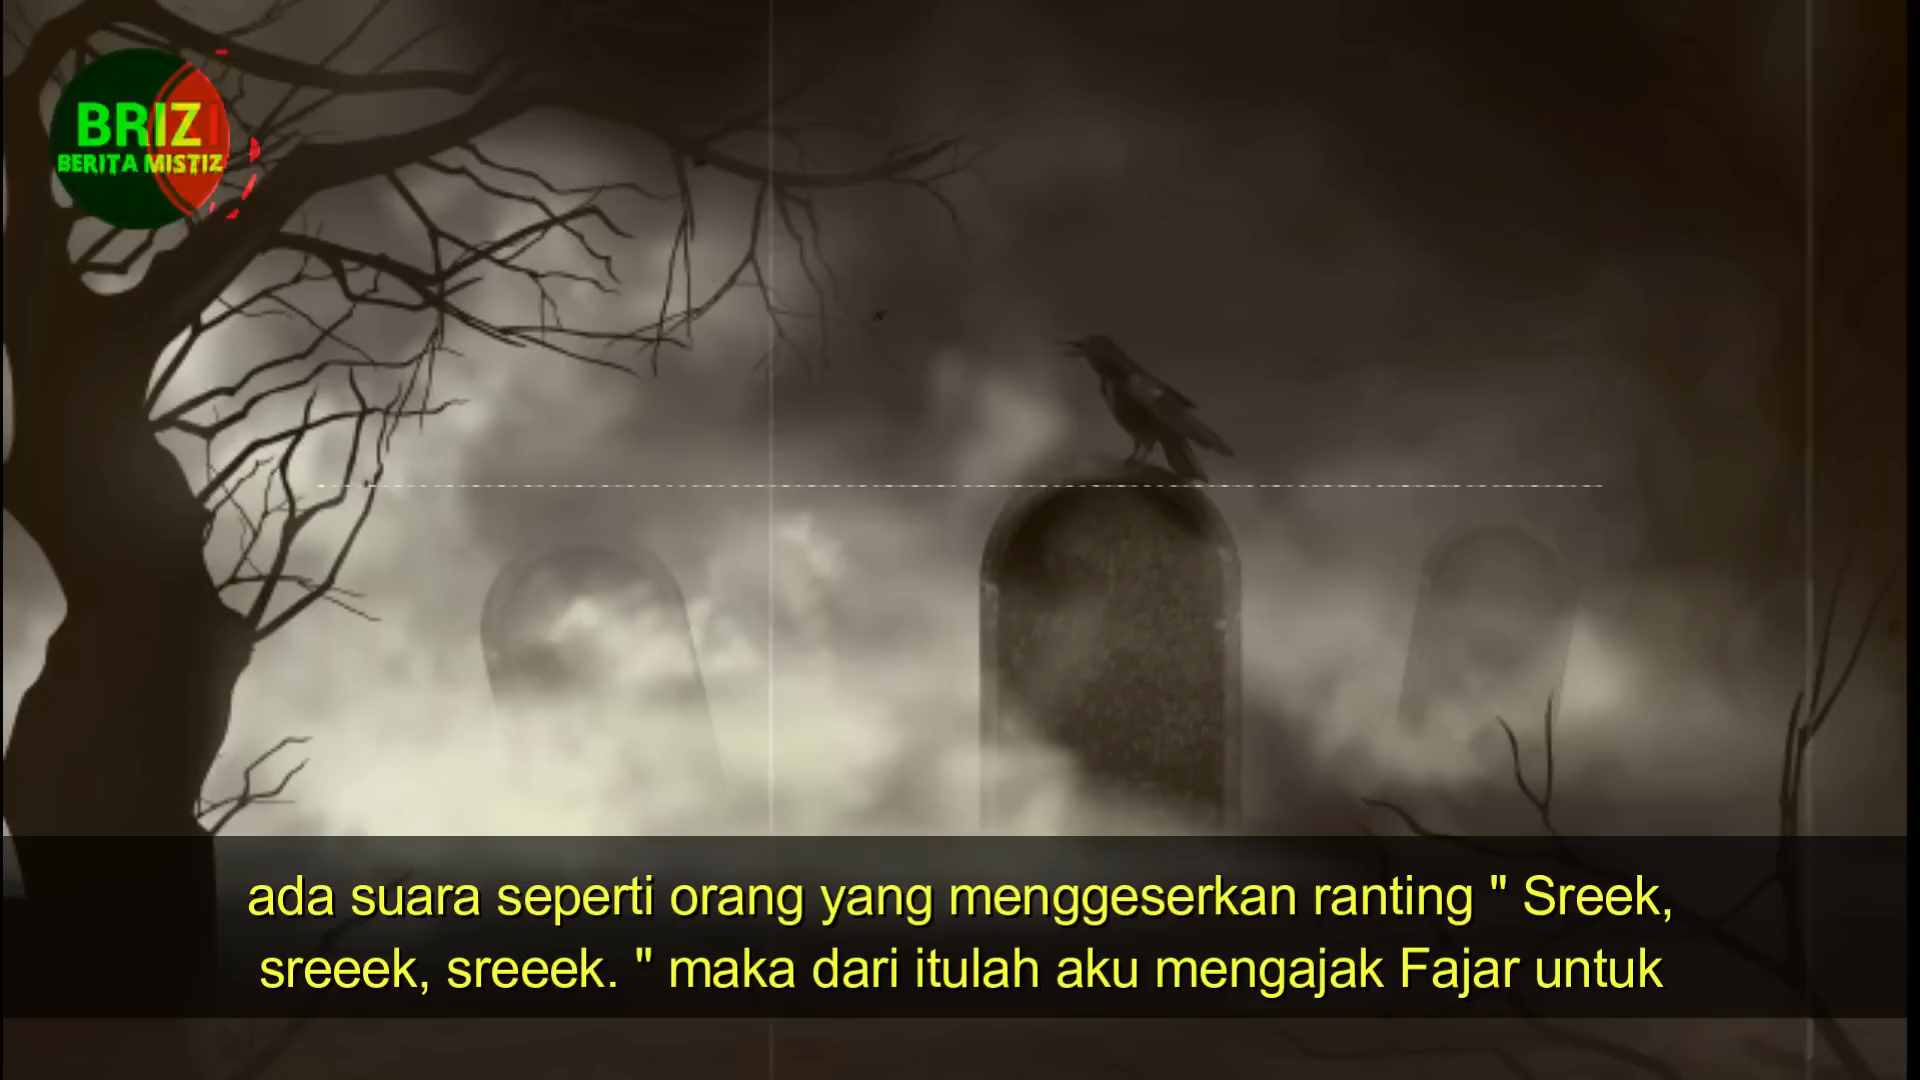 BRIZI
BERITA MISTIZ
ada suara seperti orang yang menggeserkan ranting " Sreek,
sreeek, sreeek. " maka dari itulah aku mengajak Fajar untuk